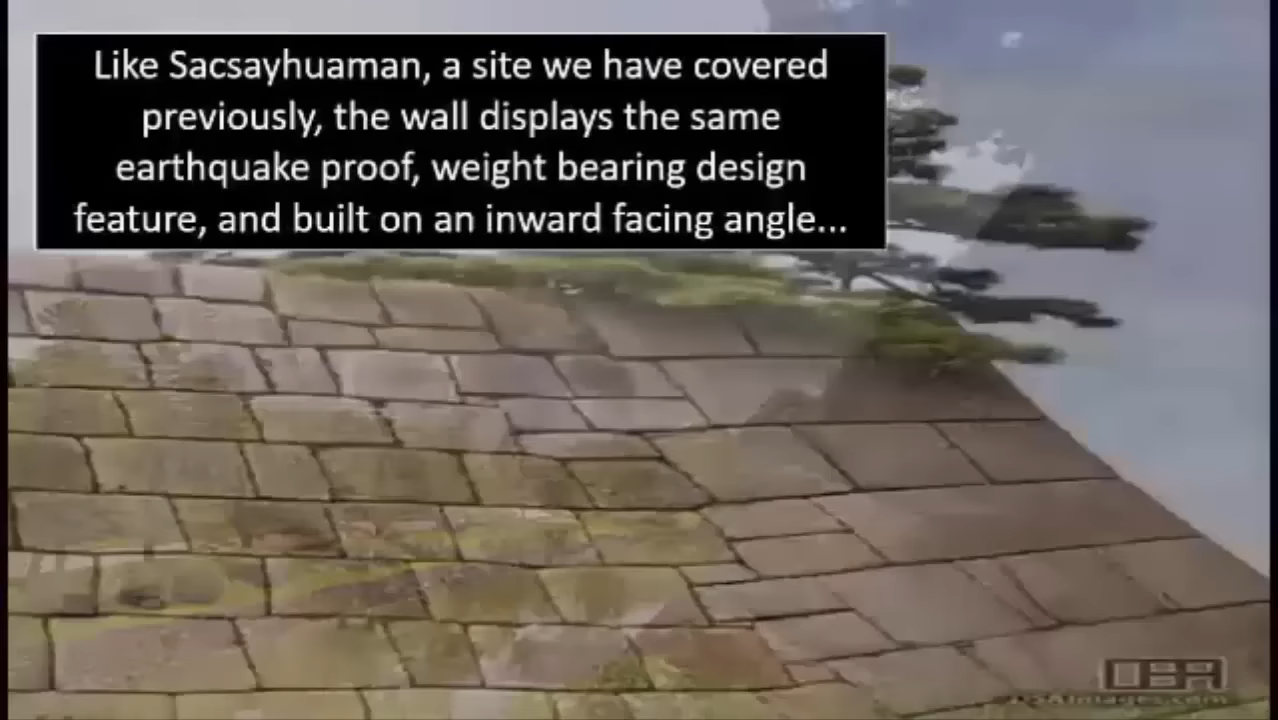 Like Sacsayhuaman, a site we have covered
previously, the wall displays the same
earthquake proof, weight bearing design
feature, and built on an inward facing angle...